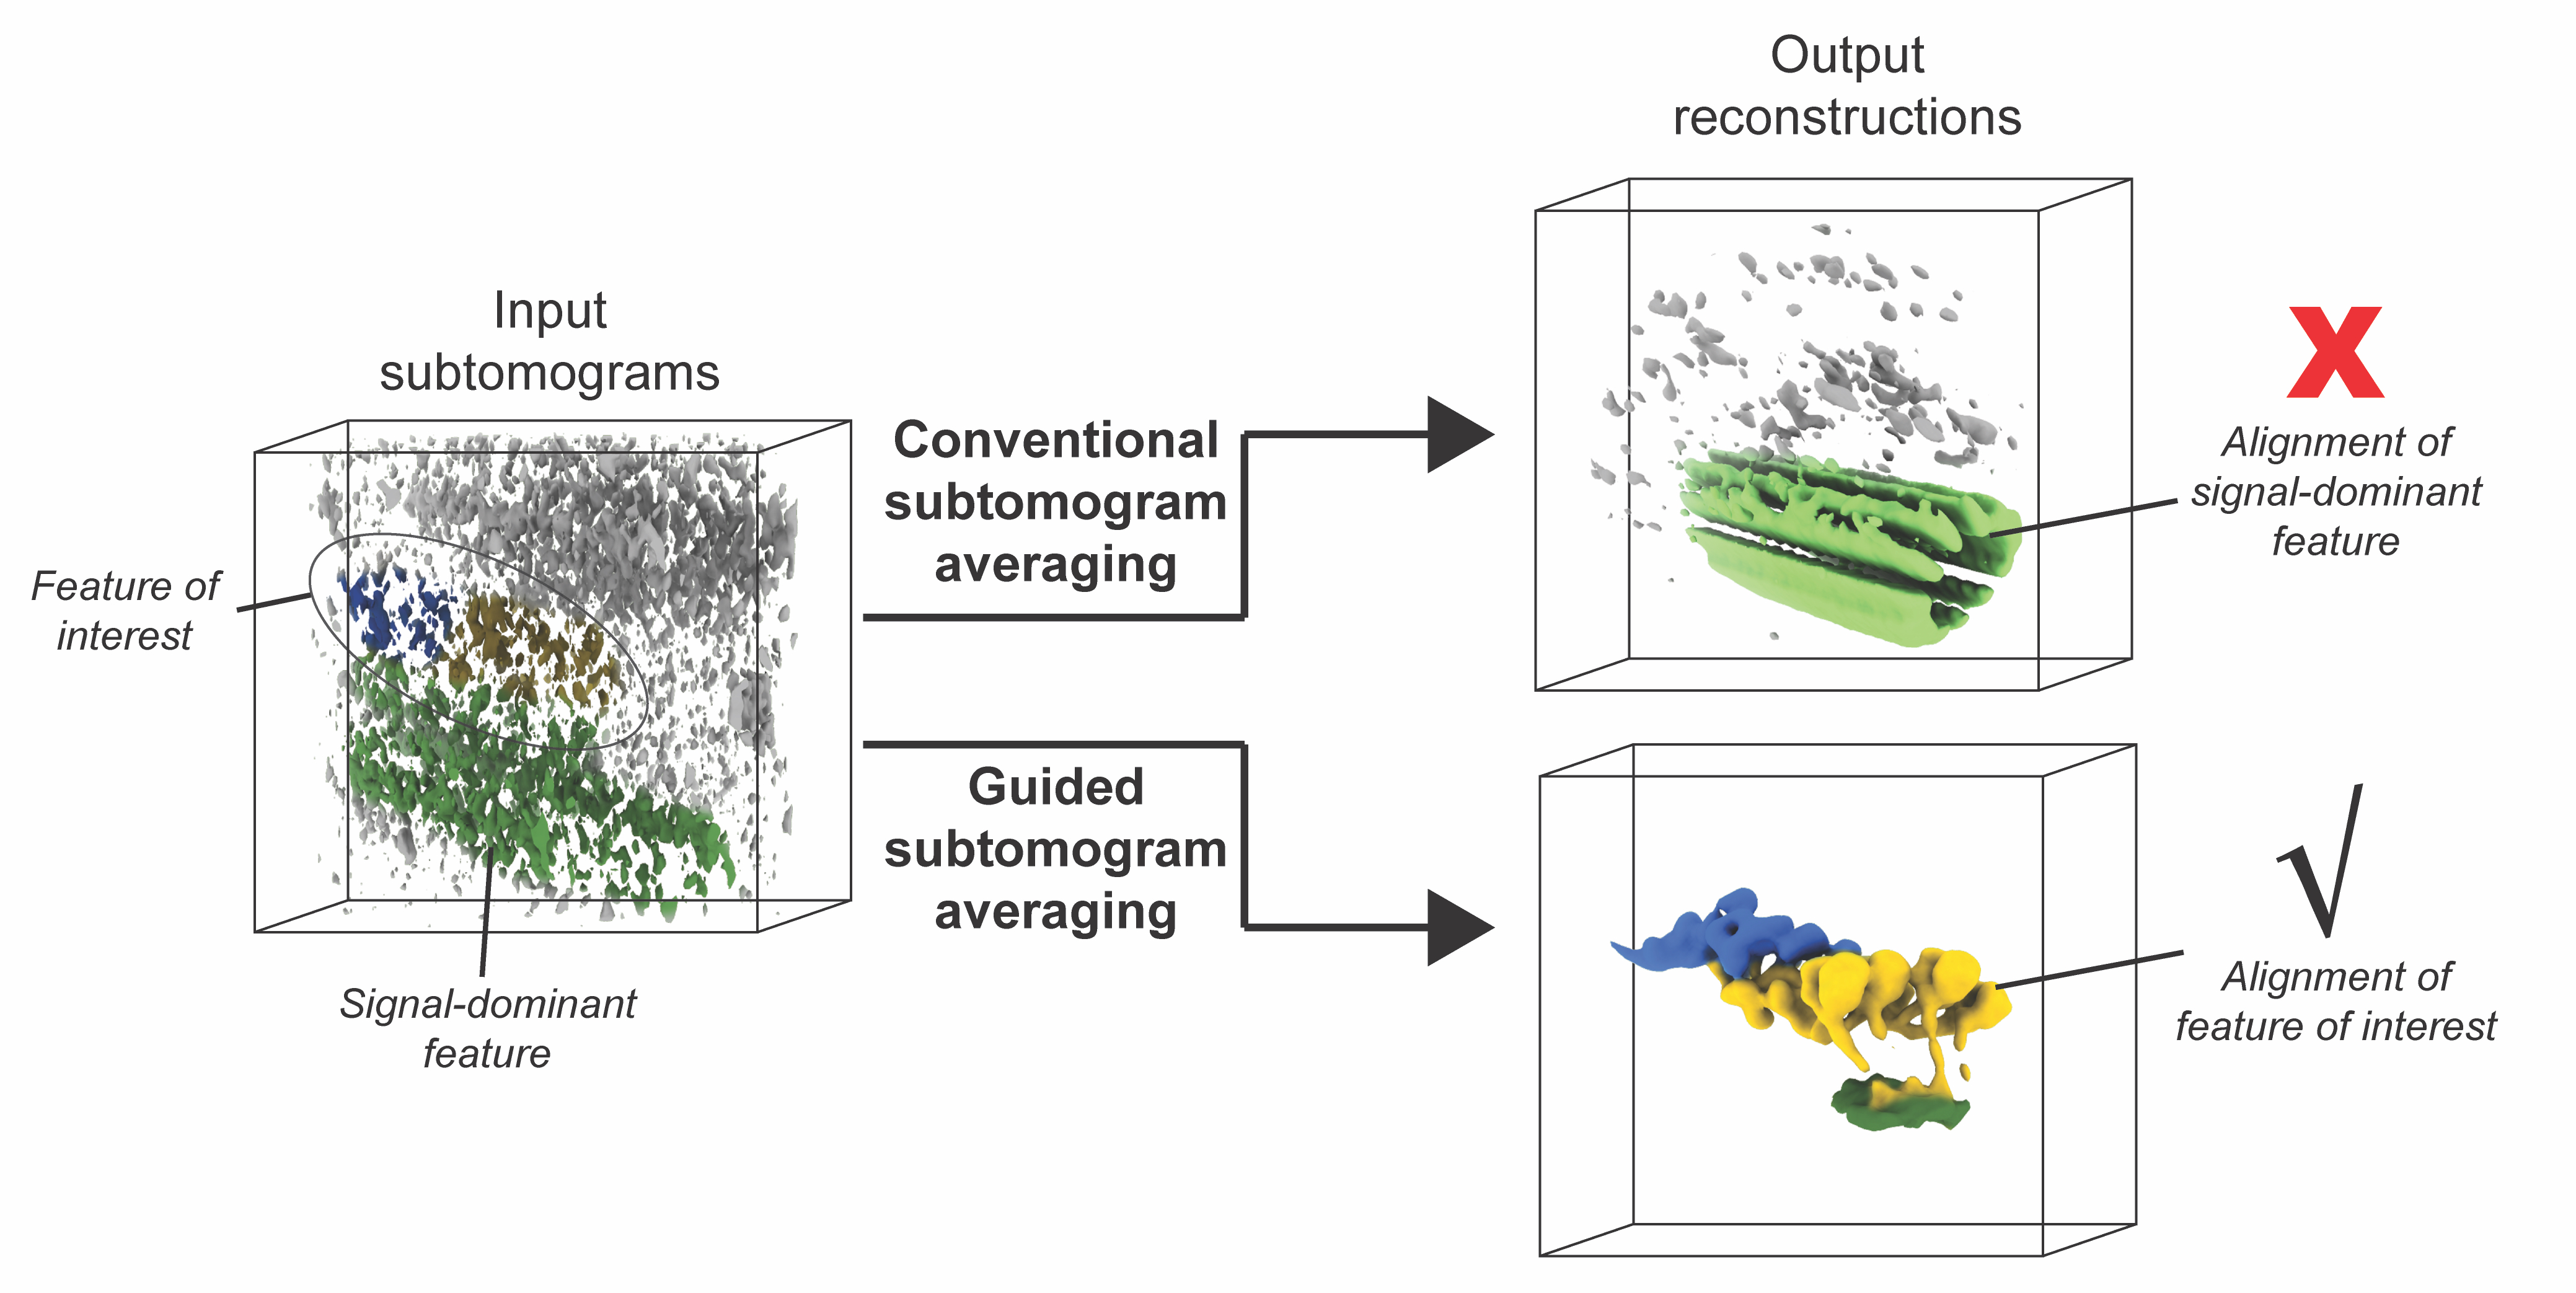 Input
subtomograms
Feature of
interest
Signal-dominant
feature
Conventional
subtomogram
averaging
Guided
subtomogram
averaging
Output
reconstructions
X
Alignment of
signal-dominant
feature
√
Alignment of
feature of interest